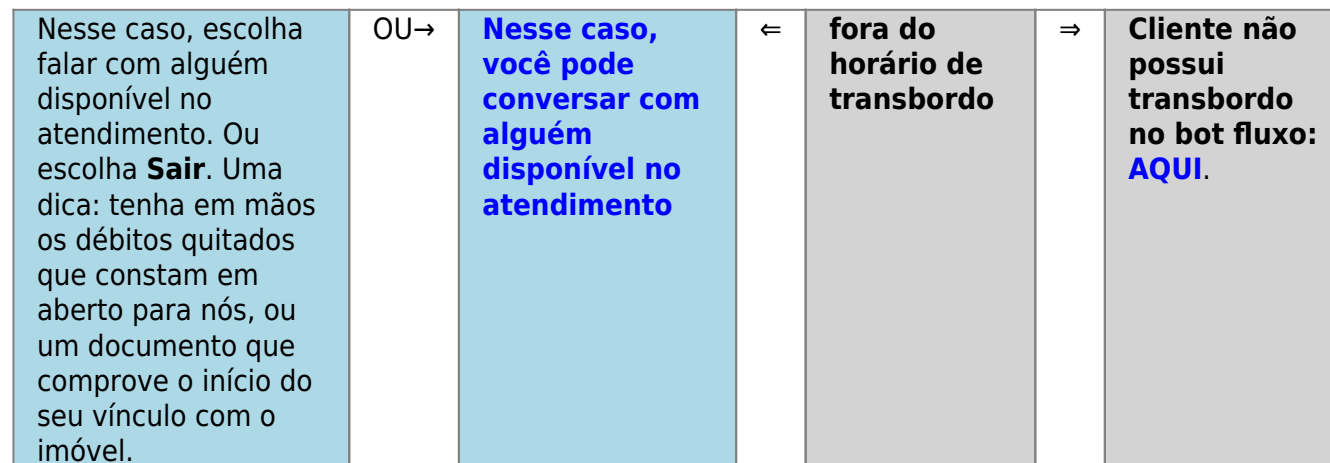 Nesse caso, escolha
falar com alguém
disponível no
atendimento. Ou
escolha Sair. Uma
dica: tenha em mãos
os débitos quitados
que constam em
aberto para nós, ou
um documento que
comprove o início do
seu vínculo com o
imóvel.
OU→
Nesse caso,
você pode
conversar com
alguém
disponível no
atendimento
⇐
fora do
horário de
transbordo
⇒
Cliente não
possui
transbordo
no bot fluxo:
AQUI.